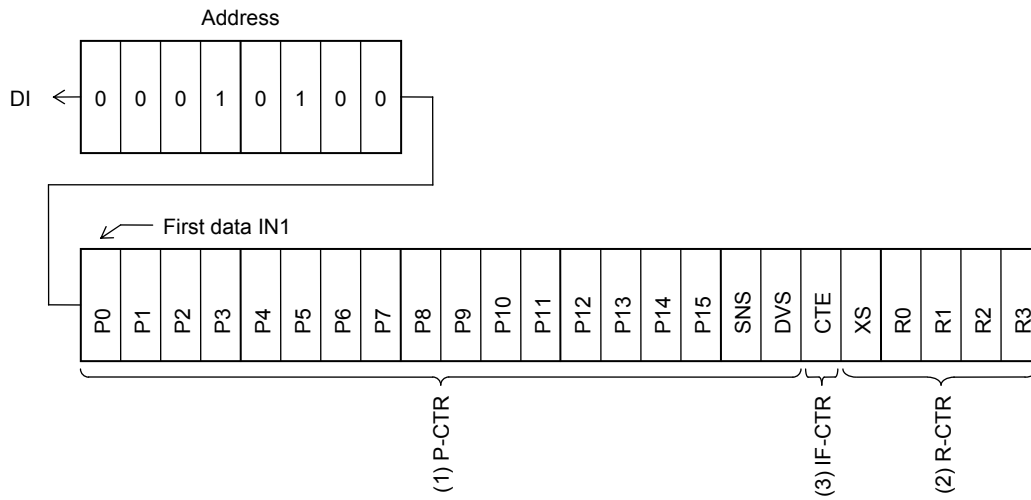 Address
DI 0 0 0 1 0 1 0 0
First data IN1
P0 P1 P2 P3 P4 P5 P6 P7 P8 P9 P10 P11 P12 P13 P14 P15 SNS DVS CTE XS R0 R1 R2 R3
(1) P-CTR
(3) IF-CTR
(2) R-CTR